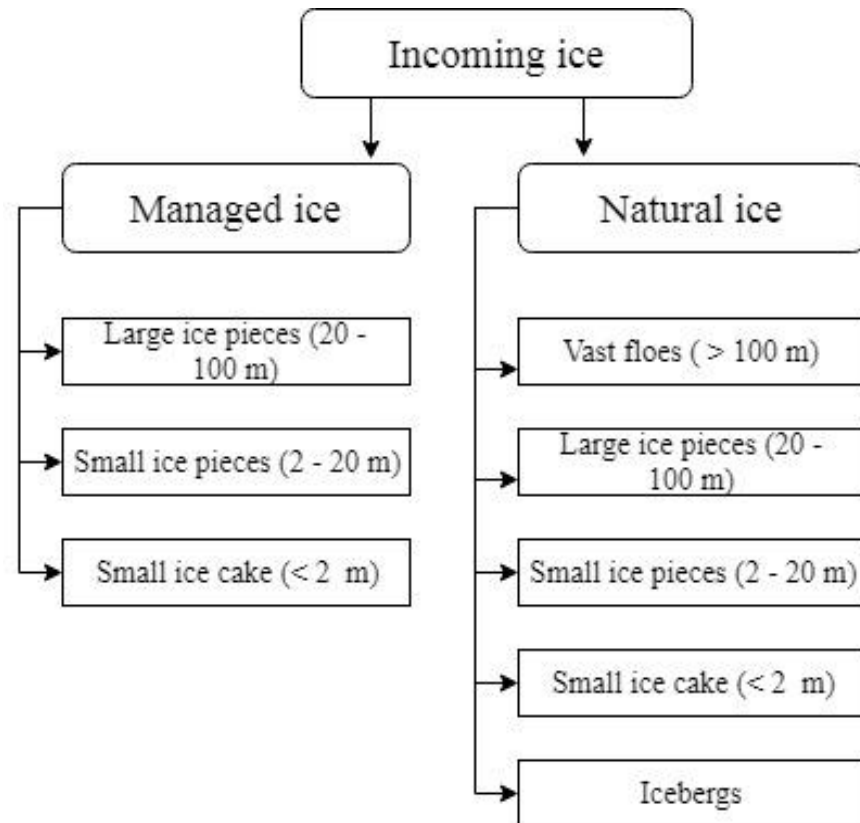 Incoming ice
Managed ice
Large ice pieces (20 -
100 m)
Small ice pieces (2 - 20 m)
Small ice cake (< 2  m)
Natural ice
Vast floes ( > 100 m)
Large ice pieces (20 -
100 m)
Small ice pieces (2 - 20 m)
Small ice cake (< 2  m)
Icebergs